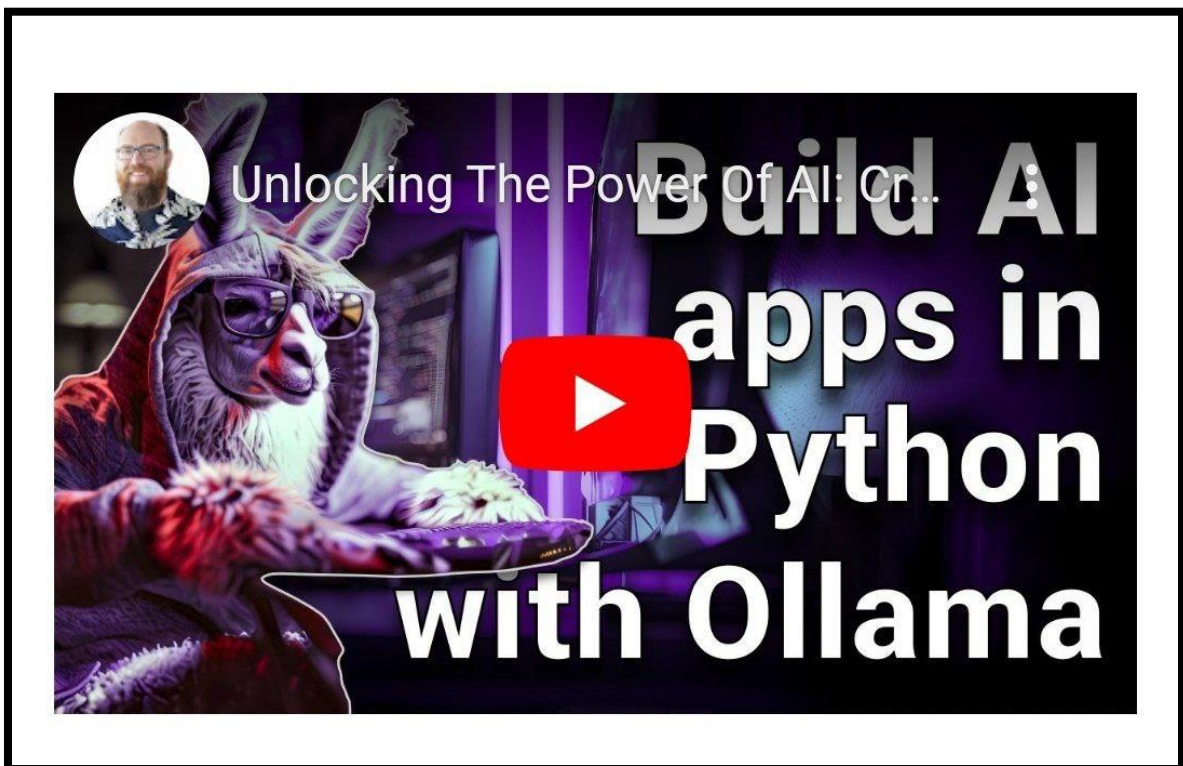 Unlocking The Power Of AI: Cr...
Build AI
apps in
Python
with Ollama